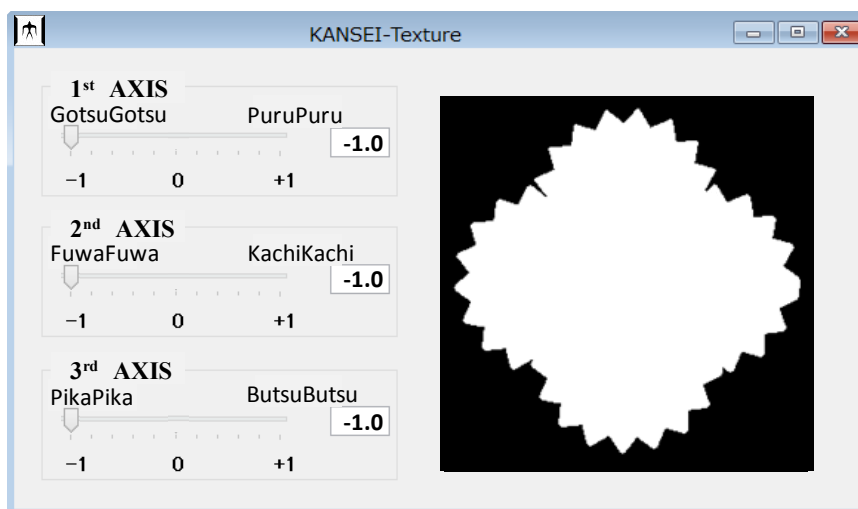 KANSEI-Texture
1st AXIS
GotsuGotsu PuruPuru
-1.0
−1 0 +1
2nd AXIS
FuwaFuwa KachiKachi
-1.0
−1 0 +1
3rd AXIS
PikaPika ButsuButsu
-1.0
−1 0 +1